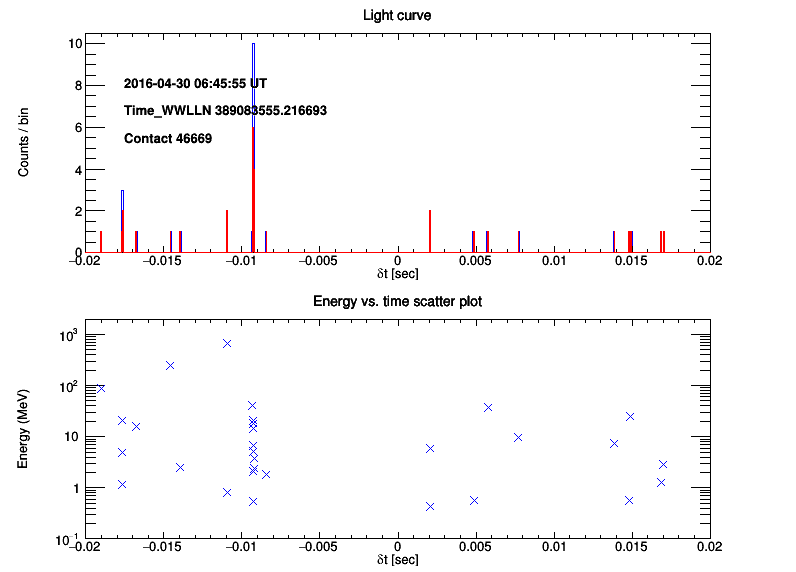 Light curve
10
8
6
4
2
0
Counts / bin
2016-04-30 06:45:55 UT
Time_WWLLN 389083555.216693
Contact 46669
−0.02 −0.015 −0.01 −0.005 0 0.005 0.01 0.015 0.02
δt [sec]
Energy vs. time scatter plot
10³
10²
10
1
10⁻¹
Energy (MeV)
−0.02 −0.015 −0.01 −0.005 0 0.005 0.01 0.015 0.02
δt [sec]